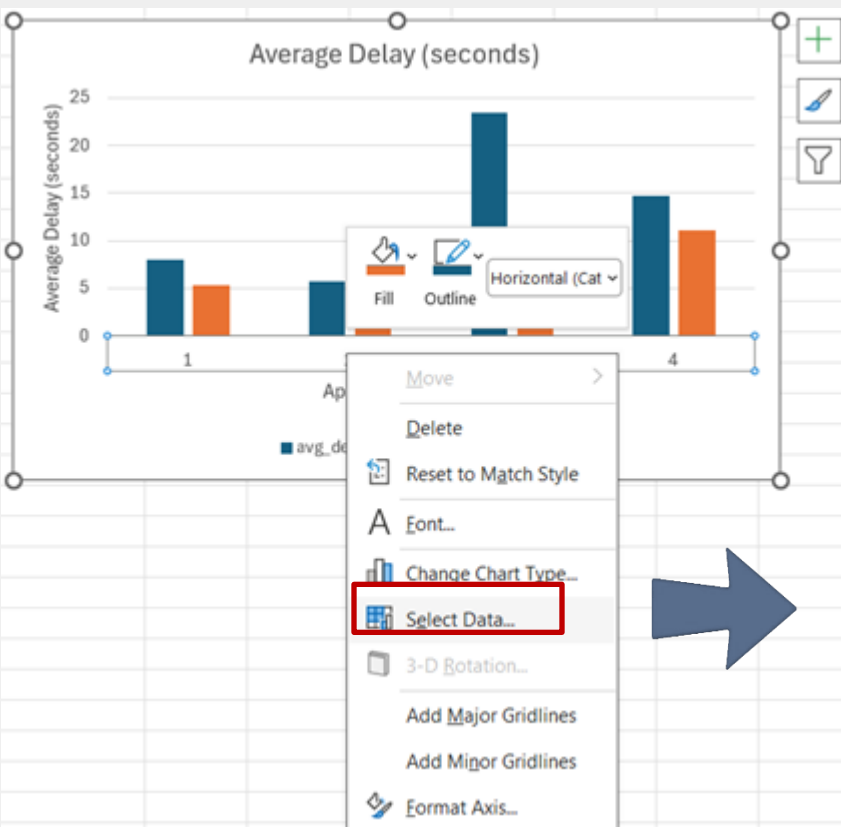 Average Delay (seconds)
Average Delay (seconds)
25
20
15
10
5
0
Fill
Outline
Horizontal (Cat
1
4
Move
Delete
Reset to Match Style
A Font...
Change Chart Type...
Select Data...
3-D Rotation...
Add Major Gridlines
Add Minor Gridlines
Format Axis...